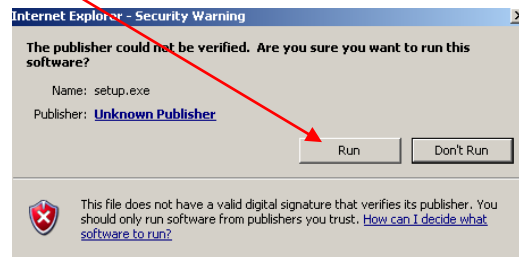 Internet Explorer - Security Warning
The publisher could not be verified. Are you sure you want to run this
software?
Name: setup.exe
Publisher: Unknown Publisher
Run Don't Run
This file does not have a valid digital signature that verifies its publisher. You
should only run software from publishers you trust. How can I decide what
software to run?